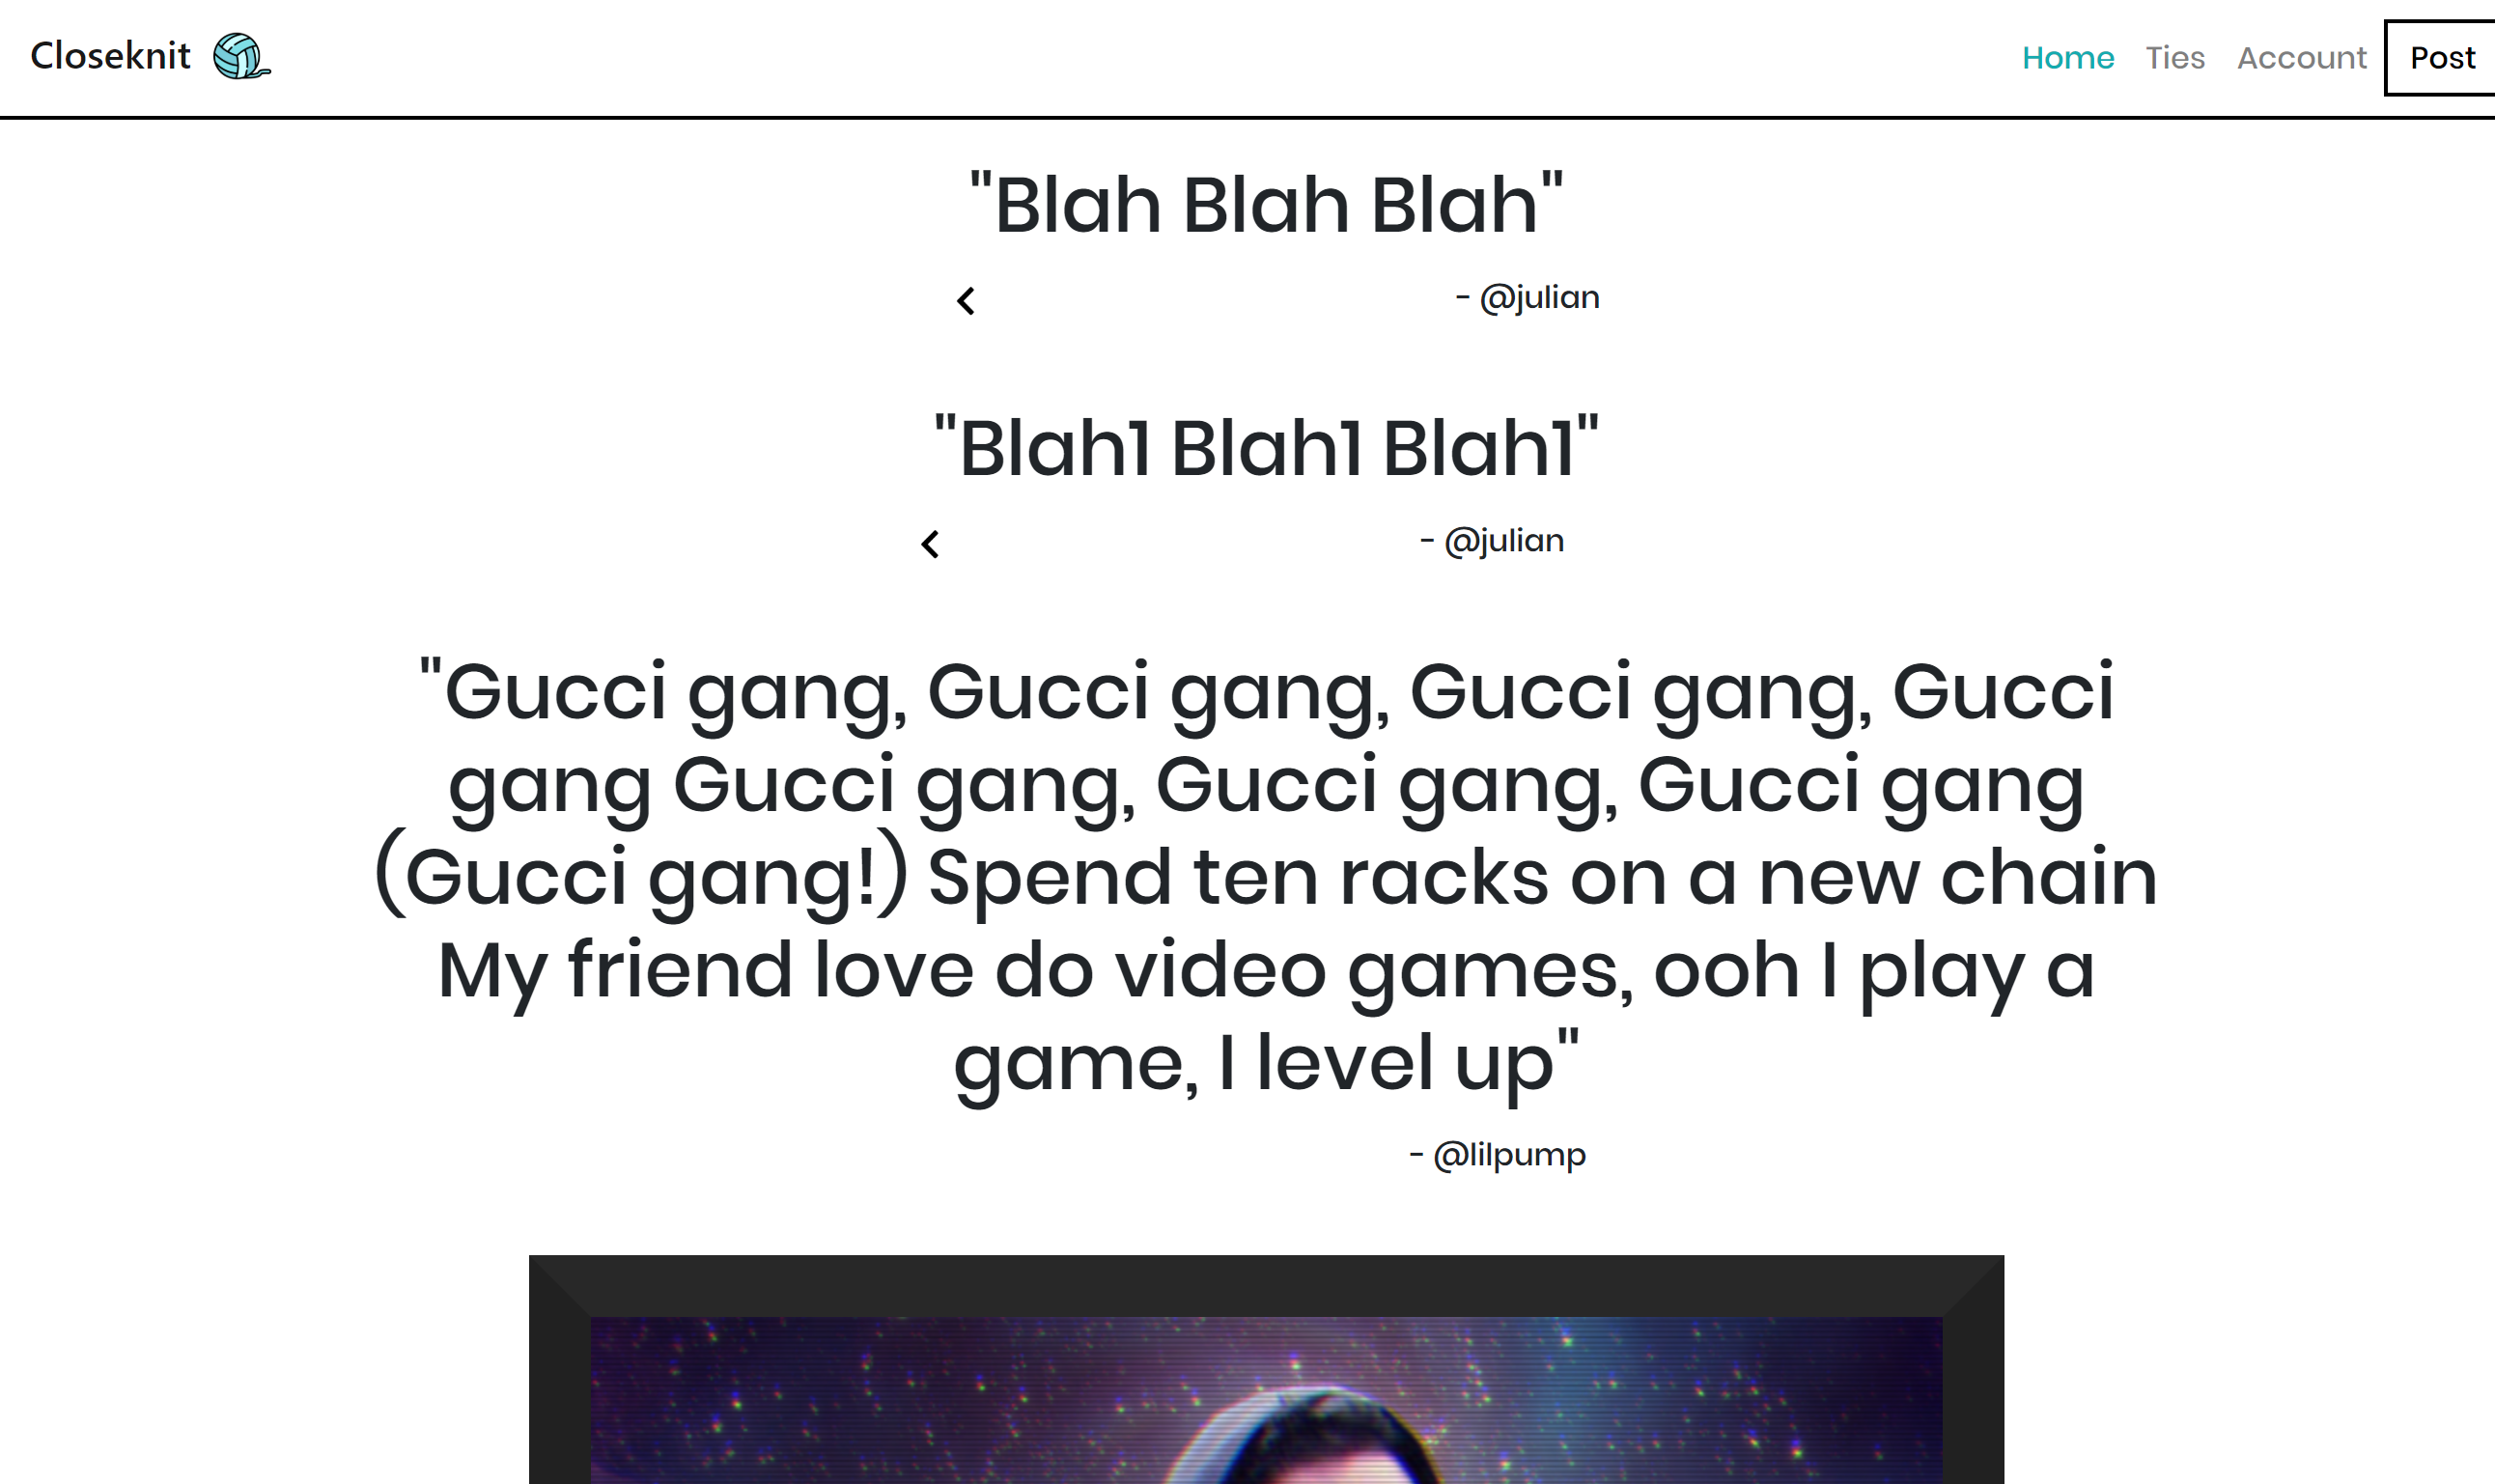 Closeknit
Home Ties Account Post
"Blah Blah Blah"
- @julian
"Blah1 Blah1 Blah1"
- @julian
"Gucci gang, Gucci gang, Gucci gang, Gucci
gang Gucci gang, Gucci gang, Gucci gang
(Gucci gang!) Spend ten racks on a new chain
My friend love do video games, ooh I play a
game, I level up"
- @lilpump